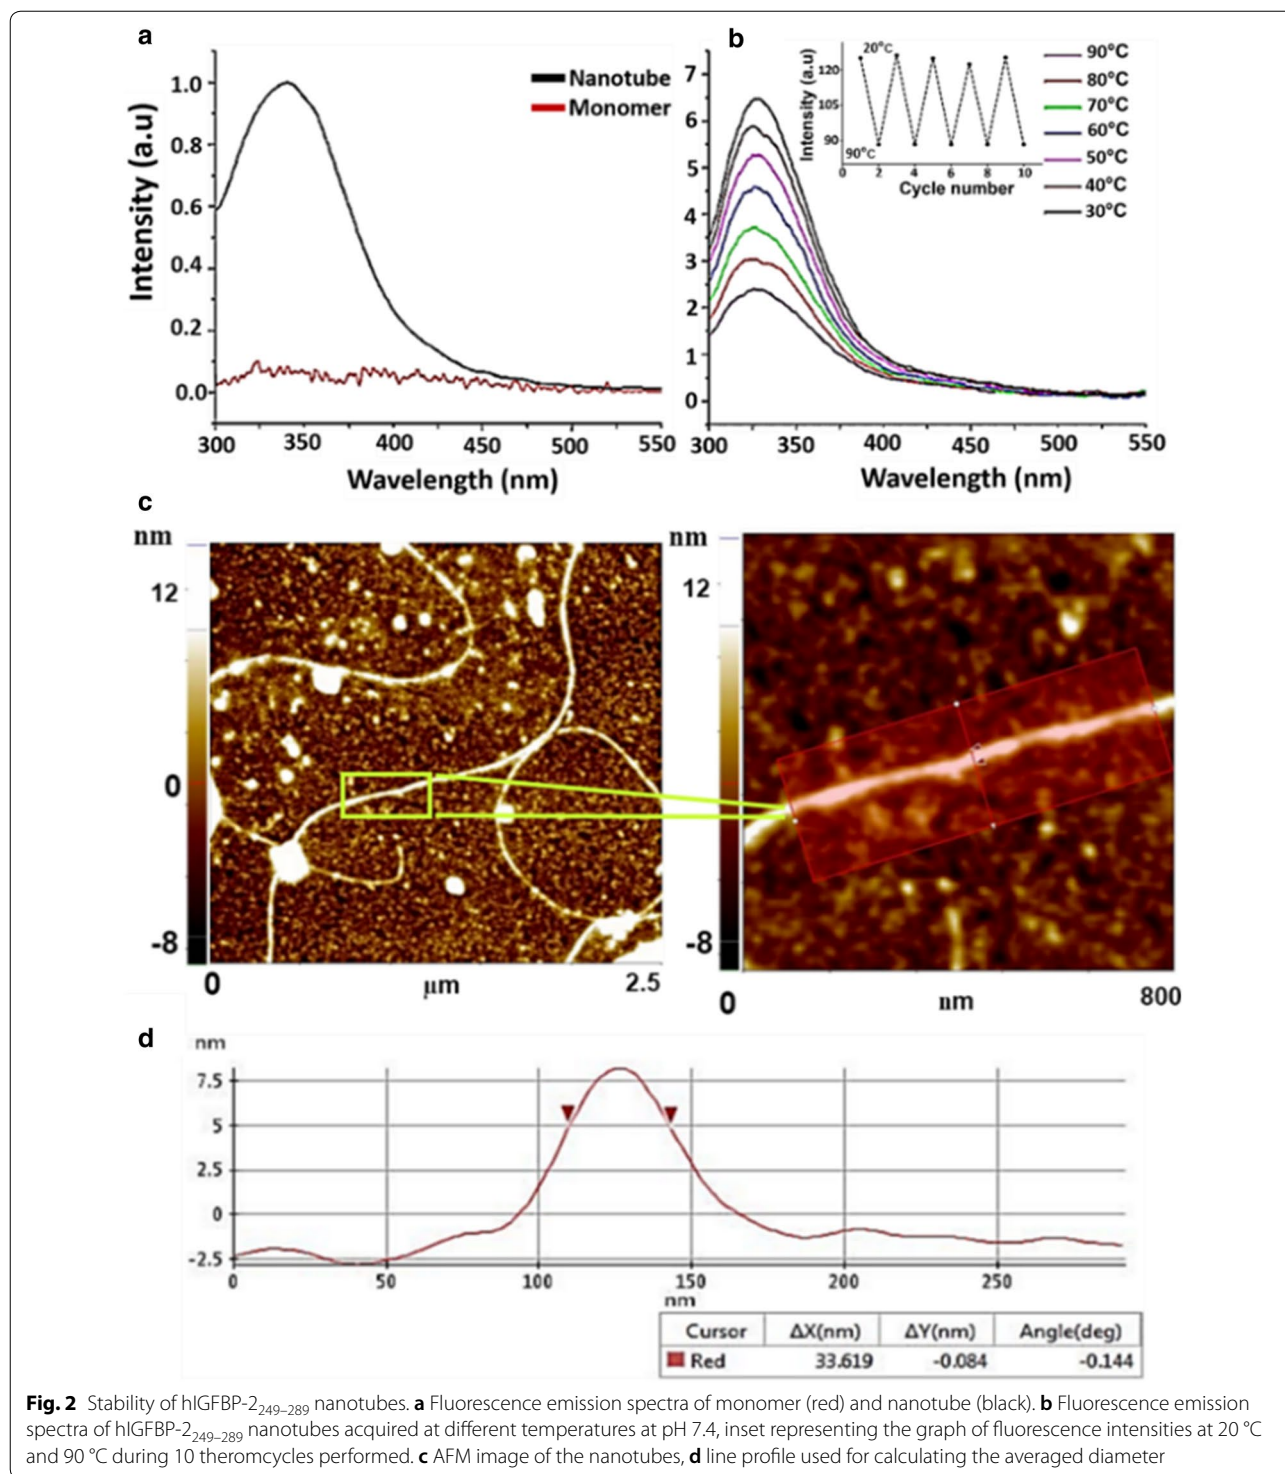 a
1.0
0.8
0.6
0.4
0.2
0.0
Intensity (a.u)
Nanotube
Monomer
300 350 400 450 500 550
Wavelength (nm)
b
7
6
5
4
3
2
1
0
Intensity (a.u)
120
105
90
20°C
90°C
0 2 4 6 8 10
Cycle number
90°C
80°C
70°C
60°C
50°C
40°C
30°C
300 350 400 450 500 550
Wavelength (nm)
c
nm
12
0
-8
0 μm 2.5
nm
12
-8
0 nm 800
d
nm
7.5
5
2.5
0
-2.5
0 50 100 150 200 250
nm
Cursor ΔX(nm) ΔY(nm) Angle(deg)
Red 33.619 -0.084 -0.144
Fig. 2 Stability of hIGFBP-2249–289 nanotubes. a Fluorescence emission spectra of monomer (red) and nanotube (black). b Fluorescence emission
spectra of hIGFBP-2249–289 nanotubes acquired at different temperatures at pH 7.4, inset representing the graph of fluorescence intensities at 20 °C
and 90 °C during 10 theromcycles performed. c AFM image of the nanotubes, d line profile used for calculating the averaged diameter